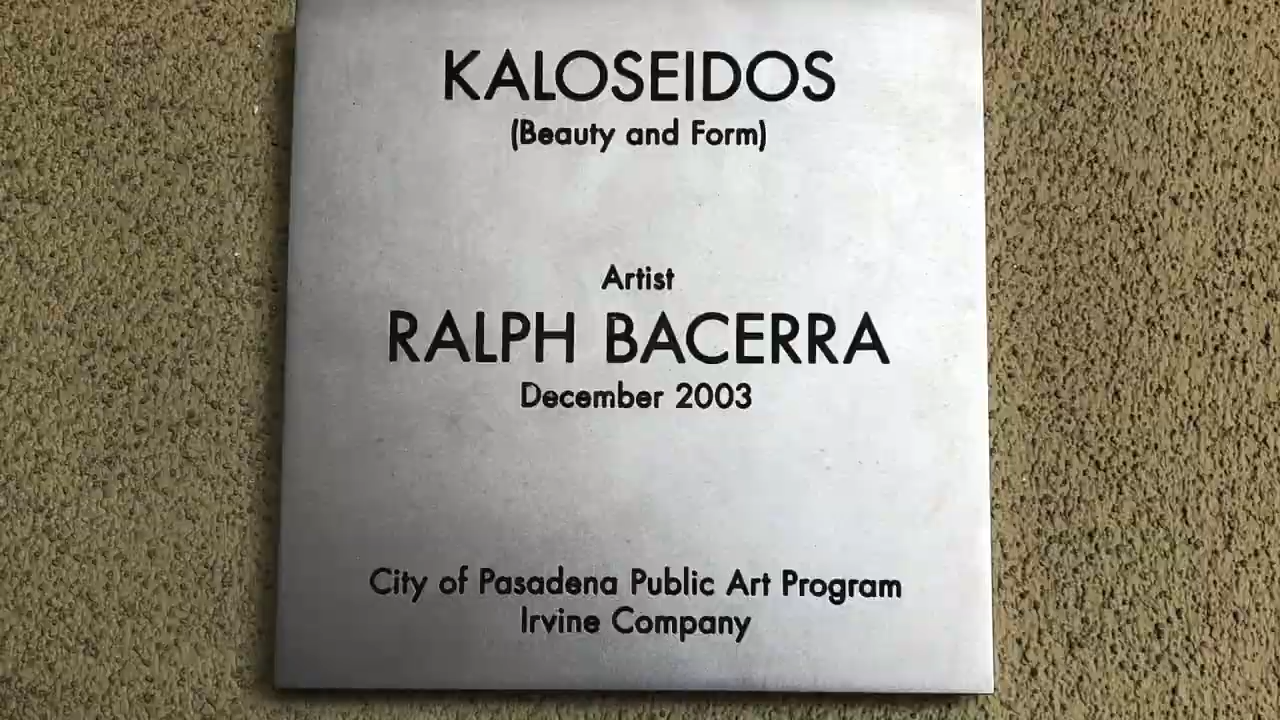 KALOSEIDOS
(Beauty and Form)
Artist
RALPH BACERRA
December 2003
City of Pasadena Public Art Program
Irvine Company